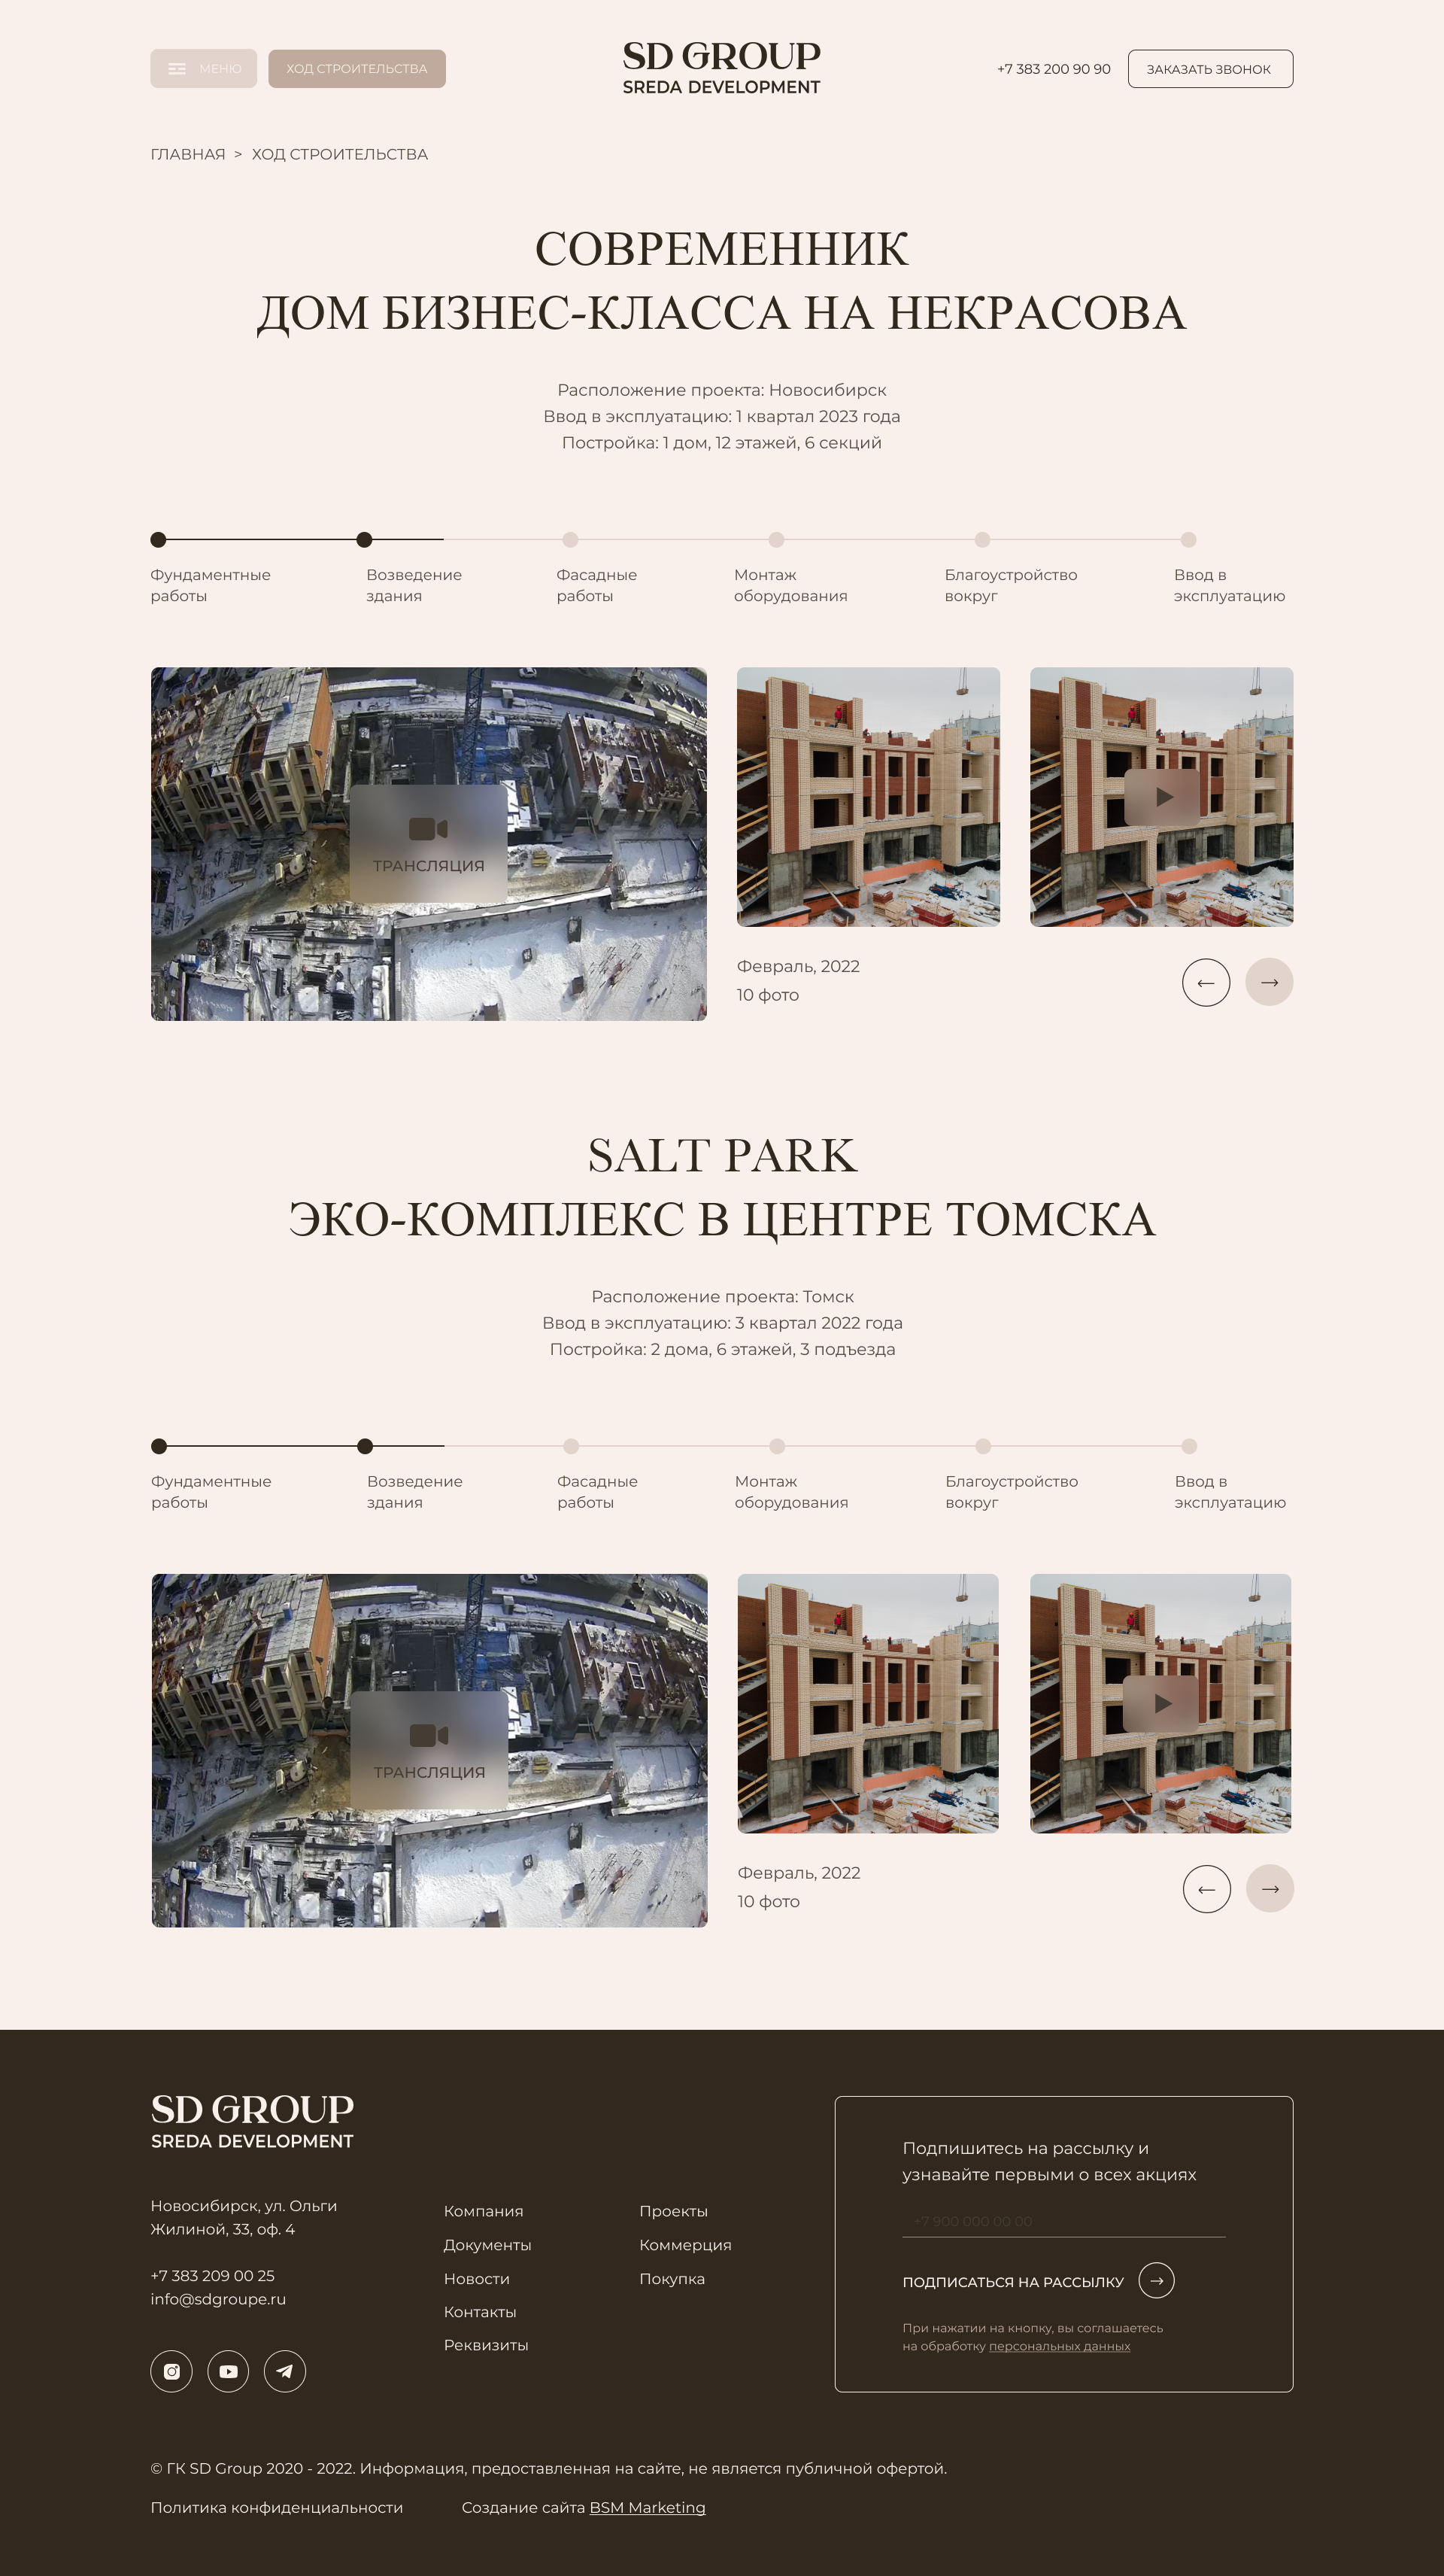 МЕНЮ
ХОД СТРОИТЕЛЬСТВА
SD GROUP
SREDA DEVELOPMENT
+7 383 200 90 90
ЗАКАЗАТЬ ЗВОНОК
ГЛАВНАЯ > ХОД СТРОИТЕЛЬСТВА
СОВРЕМЕННИК
ДОМ БИЗНЕС-КЛАССА НА НЕКРАСОВА
Расположение проекта: Новосибирск
Ввод в эксплуатацию: 1 квартал 2023 года
Постройка: 1 дом, 12 этажей, 6 секций
Фундаментные
работы
Возведение
здания
Фасадные
работы
Монтаж
оборудования
Благоустройство
вокруг
Ввод в
эксплуатацию
ТРАНСЛЯЦИЯ
Февраль, 2022
10 фото
SALT PARK
ЭКО-КОМПЛЕКС В ЦЕНТРЕ ТОМСКА
Расположение проекта: Томск
Ввод в эксплуатацию: 3 квартал 2022 года
Постройка: 2 дома, 6 этажей, 3 подъезда
Фундаментные
работы
Возведение
здания
Фасадные
работы
Монтаж
оборудования
Благоустройство
вокруг
Ввод в
эксплуатацию
ТРАНСЛЯЦИЯ
Февраль, 2022
10 фото
SD GROUP
SREDA DEVELOPMENT
Новосибирск, ул. Ольги
Жилиной, 33, оф. 4
+7 383 209 00 25
info@sdgroupe.ru
Компания
Документы
Новости
Контакты
Реквизиты
Проекты
Коммерция
Покупка
Подпишитесь на рассылку и
узнавайте первыми о всех акциях
+7 900 000 00 00
ПОДПИСАТЬСЯ НА РАССЫЛКУ
При нажатии на кнопку, вы соглашаетесь
на обработку персональных данных
© ГК SD Group 2020 - 2022. Информация, предоставленная на сайте, не является публичной офертой.
Политика конфиденциальности
Создание сайта BSM Marketing